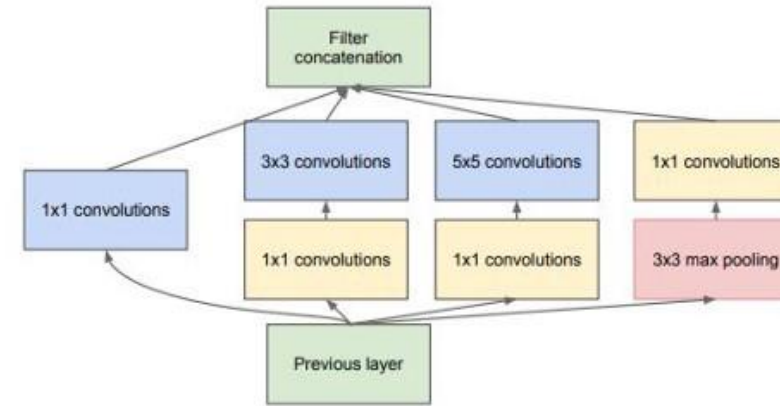 Filter
concatenation
3x3 convolutions
5x5 convolutions
1x1 convolutions
1x1 convolutions
1x1 convolutions
1x1 convolutions
3x3 max pooling
Previous layer